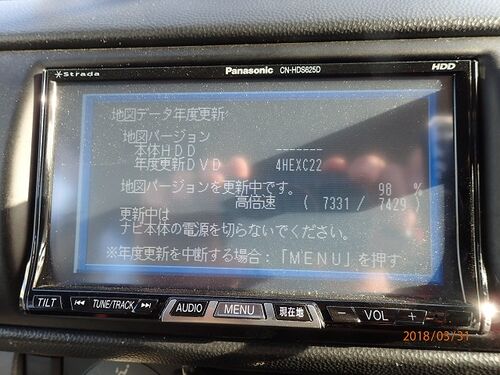 Strada
Panasonic CN-HDS625D
HDD
地図データ年度更新
地図バージョン
本体HDD -------
年度更新DVD 4HEXC22
地図バージョンを更新中です。 98 %
高倍速 ( 7331 / 7429 )
更新中は
ナビ本体の電源を切らないでください。
※年度更新を中断する場合：「MENU」を押す
TILT TUNE/TRACK AUDIO MENU 現在地 − VOL +
2018/03/31